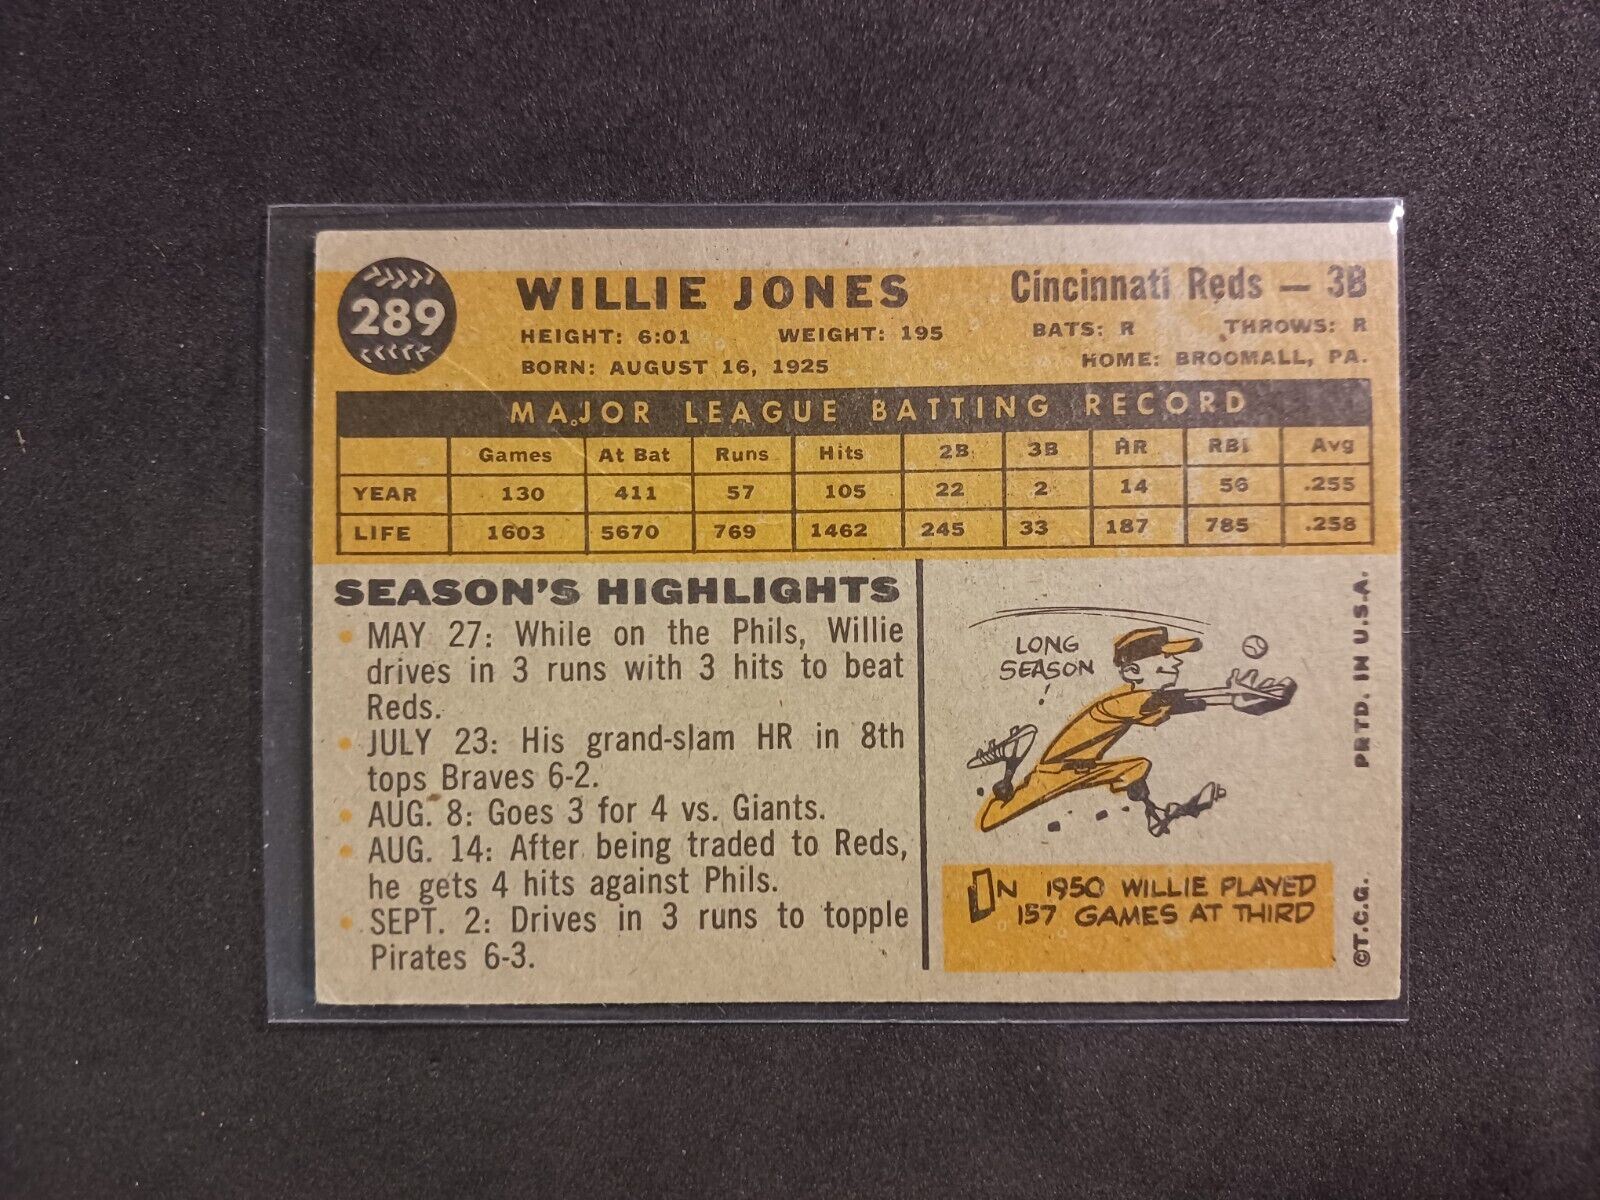 289
WILLIE JONES
Cincinnati Reds — 3B
HEIGHT: 6:01 WEIGHT: 195 BATS: R THROWS: R
BORN: AUGUST 16, 1925 HOME: BROOMALL, PA.
MAJOR LEAGUE BATTING RECORD
Games At Bat Runs Hits 2B 3B HR RBI Avg
YEAR 130 411 57 105 22 2 14 56 .255
LIFE 1603 5670 769 1462 245 33 187 785 .258
SEASON'S HIGHLIGHTS
• MAY 27: While on the Phils, Willie
drives in 3 runs with 3 hits to beat
Reds.
• JULY 23: His grand-slam HR in 8th
tops Braves 6-2.
• AUG. 8: Goes 3 for 4 vs. Giants.
• AUG. 14: After being traded to Reds,
he gets 4 hits against Phils.
• SEPT. 2: Drives in 3 runs to topple
Pirates 6-3.
LONG
SEASON
!
IN 1950 WILLIE PLAYED
157 GAMES AT THIRD
©T.C.G. PRTD. IN U.S.A.